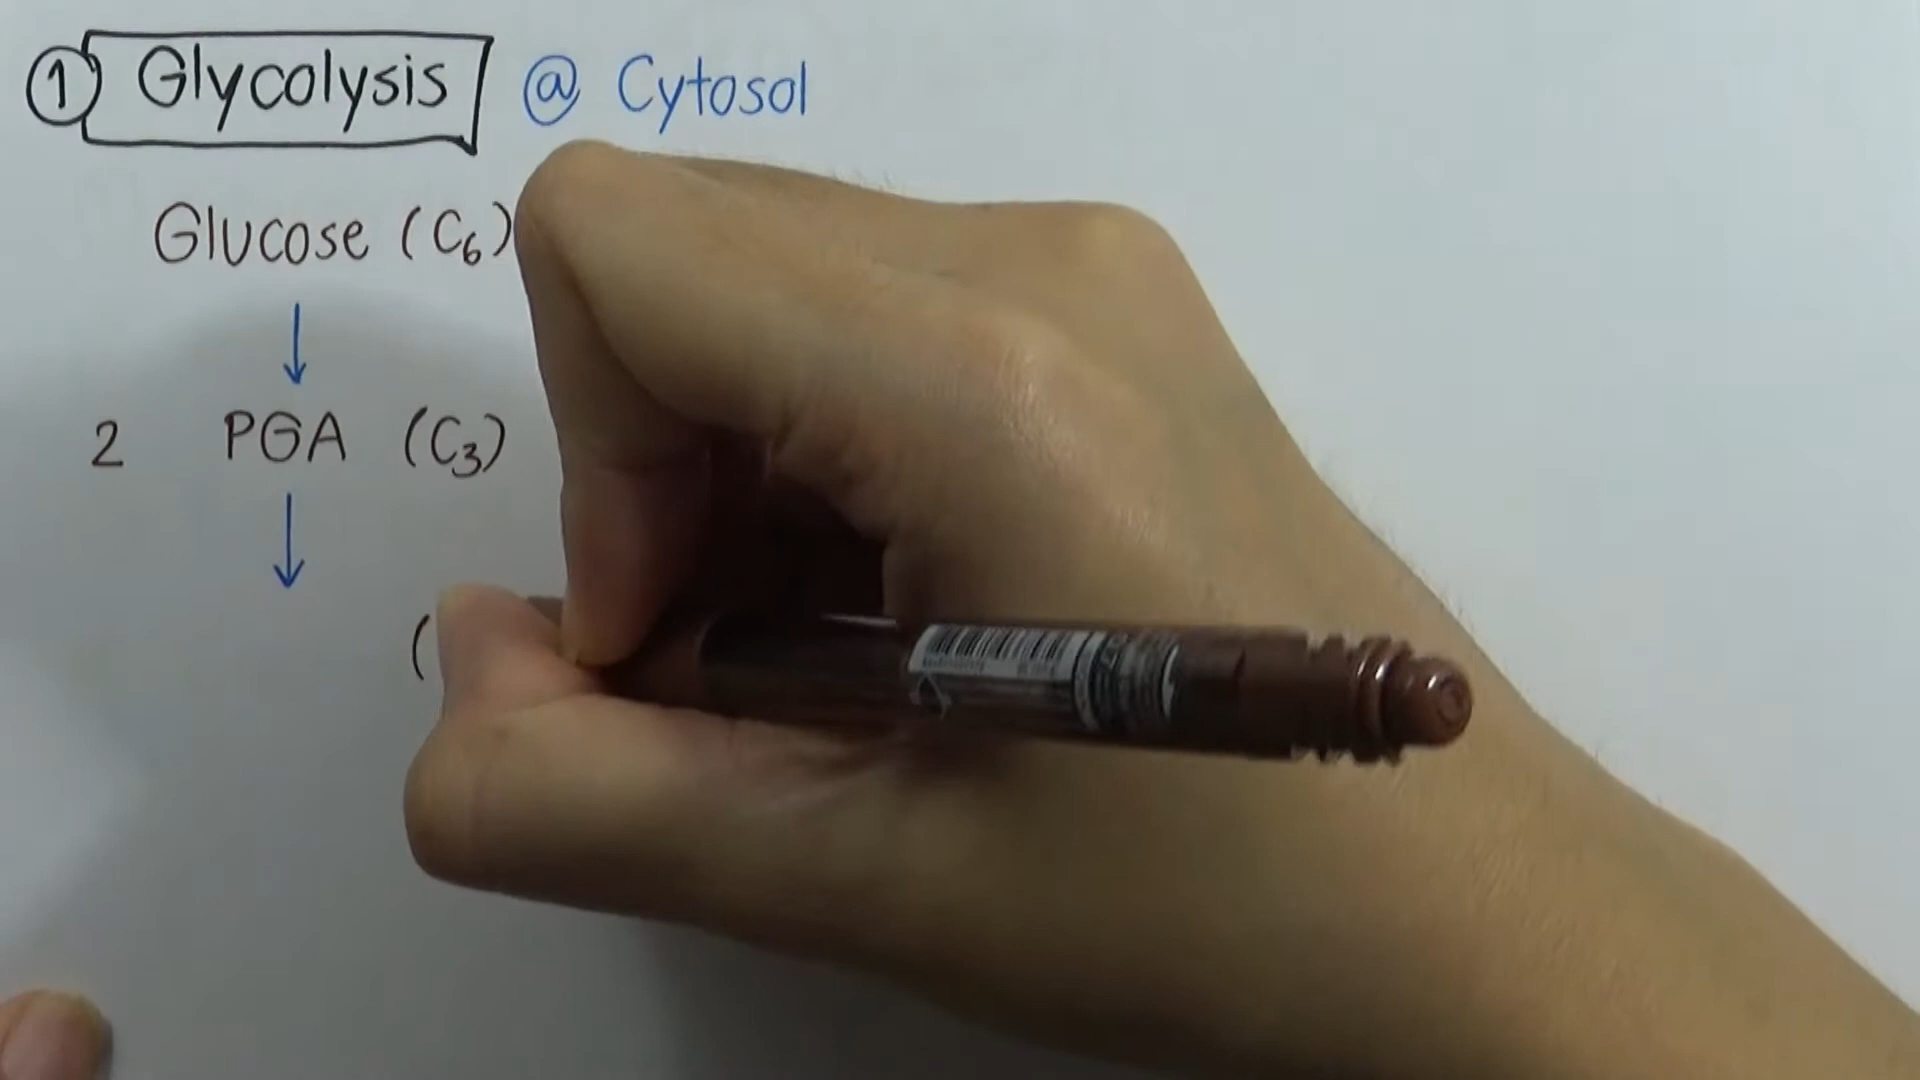 ① Glycolysis @ Cytosol
Glucose (C₆)
↓
2 PGA (C₃)
↓
(